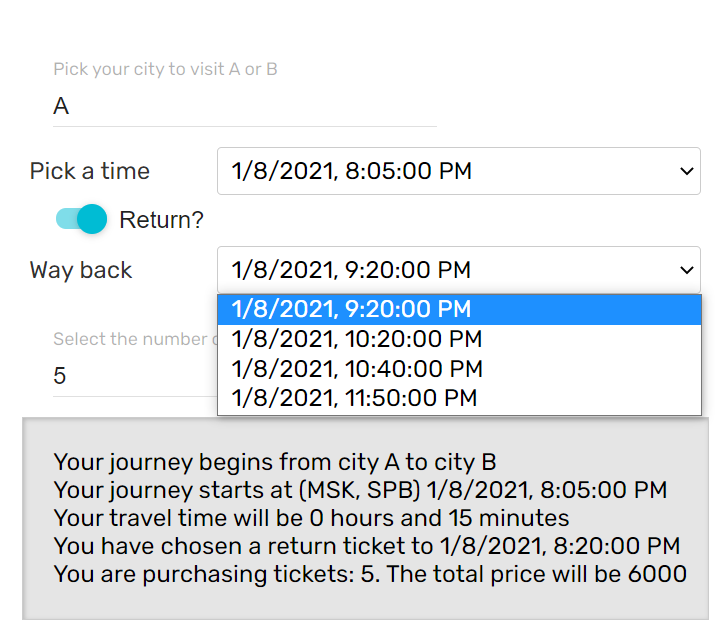 Pick your city to visit A or B
A
Pick a time
1/8/2021, 8:05:00 PM
Return?
Way back
1/8/2021, 9:20:00 PM
1/8/2021, 9:20:00 PM
1/8/2021, 10:20:00 PM
1/8/2021, 10:40:00 PM
1/8/2021, 11:50:00 PM
Select the number
5
Your journey begins from city A to city B
Your journey starts at (MSK, SPB) 1/8/2021, 8:05:00 PM
Your travel time will be 0 hours and 15 minutes
You have chosen a return ticket to 1/8/2021, 8:20:00 PM
You are purchasing tickets: 5. The total price will be 6000